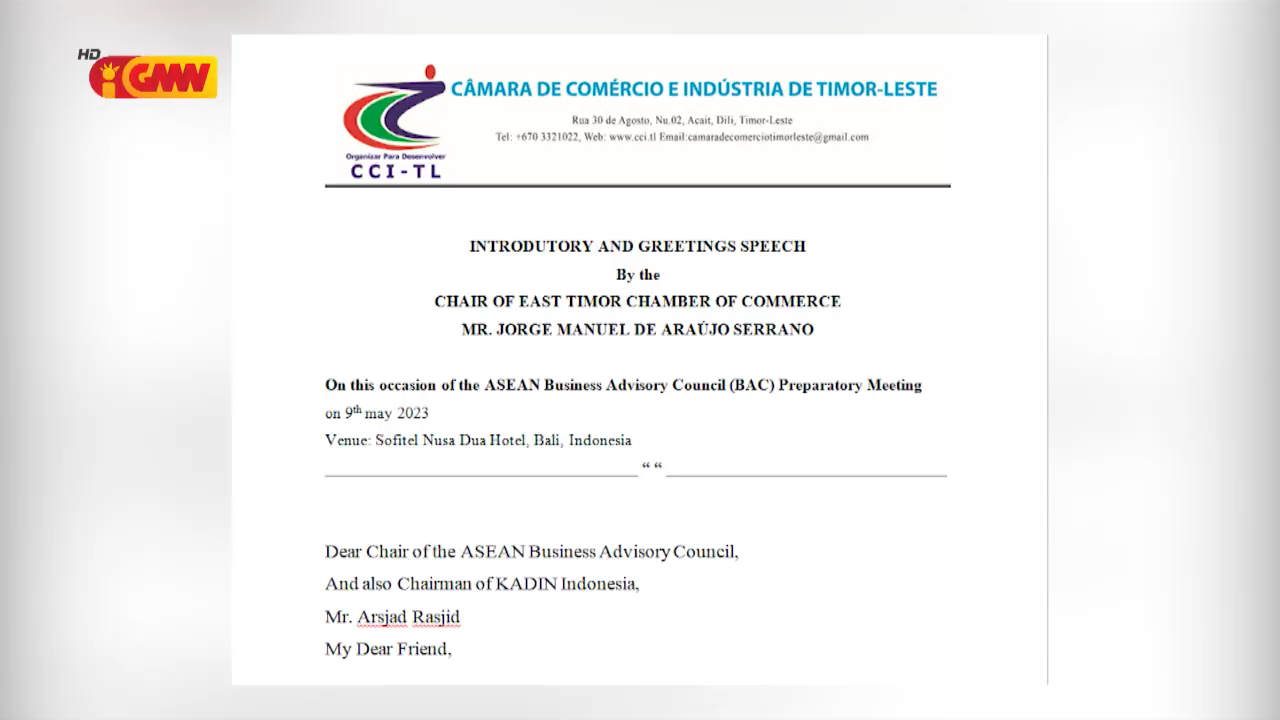 HD
GMN
CÂMARA DE COMÉRCIO E INDÚSTRIA DE TIMOR-LESTE
Rua 30 de Agosto, Nu.02, Acait, Dili, Timor-Leste
Tel: +670 3321022, Web: www.cci.tl Email:camaradecomerciotimorleste@gmail.com
Organizar Para Desenvolver
CCI-TL
INTRODUTORY AND GREETINGS SPEECH
By the
CHAIR OF EAST TIMOR CHAMBER OF COMMERCE
MR. JORGE MANUEL DE ARAÚJO SERRANO
On this occasion of the ASEAN Business Advisory Council (BAC) Preparatory Meeting
on 9th may 2023
Venue: Sofitel Nusa Dua Hotel, Bali, Indonesia
“ “
Dear Chair of the ASEAN Business Advisory Council,
And also Chairman of KADIN Indonesia,
Mr. Arsjad Rasjid
My Dear Friend,